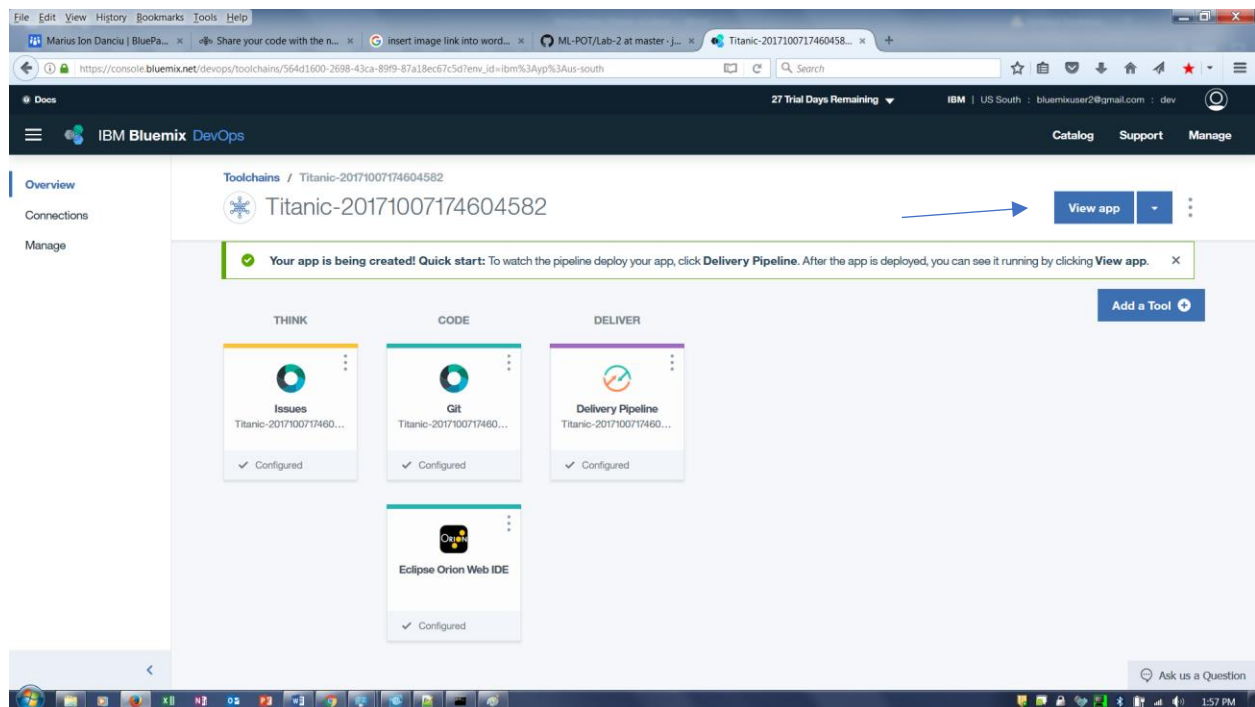 File Edit View History Bookmarks Tools Help
Marius Ion Danciu | BluePa... × Share your code with the n... × insert image link into word... × ML-POT/Lab-2 at master · j... × Titanic-2017100717460458... × +
https://console.bluemix.net/devops/toolchains/564d1600-2698-43ca-89f9-87a18ec67c5d?env_id=ibm%3Ayp%3Aus-south Search
Docs 27 Trial Days Remaining IBM | US South : bluemixuser2@gmail.com : dev
IBM Bluemix DevOps Catalog Support Manage
Overview
Connections
Manage
Toolchains / Titanic-20171007174604582
Titanic-20171007174604582
View app
Your app is being created! Quick start: To watch the pipeline deploy your app, click Delivery Pipeline. After the app is deployed, you can see it running by clicking View app. ×
Add a Tool
THINK CODE DELIVER
Issues
Titanic-2017100717460...
Configured
Git
Titanic-2017100717460...
Configured
Delivery Pipeline
Titanic-2017100717460...
Configured
ORION
Eclipse Orion Web IDE
Configured
Ask us a Question
1:57 PM